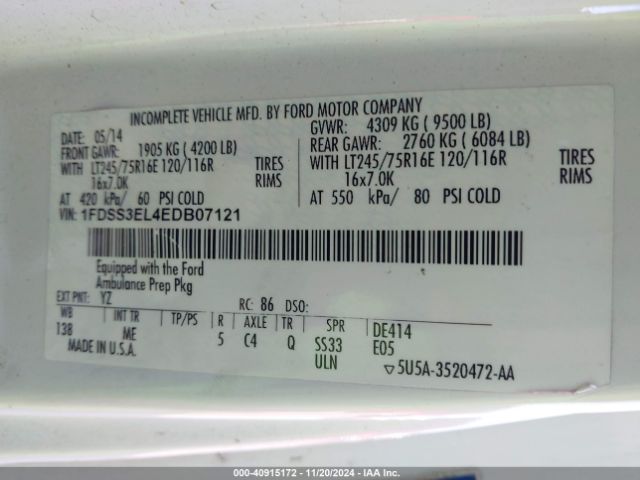 INCOMPLETE VEHICLE MFD. BY FORD MOTOR COMPANY
DATE: 05/14 GVWR: 4309 KG ( 9500 LB)
FRONT GAWR: 1905 KG ( 4200 LB) REAR GAWR: 2760 KG ( 6084 LB)
WITH LT245/75R16E 120/116R TIRES WITH LT245/75R16E 120/116R TIRES
16x7.0K RIMS 16x7.0K RIMS
AT 420 kPa/ 60 PSI COLD AT 550 kPa/ 80 PSI COLD
VIN: 1FDSS3EL4EDB07121
Equipped with the Ford
Ambulance Prep Pkg
EXT PNT: YZ RC: 86 DSO:
WB INT TR TP/PS R AXLE TR SPR DE414
138 ME 5 C4 Q SS33 E05
MADE IN U.S.A. ULN ▽5U5A-3520472-AA
000-40915172 - 11/20/2024 - IAA Inc.